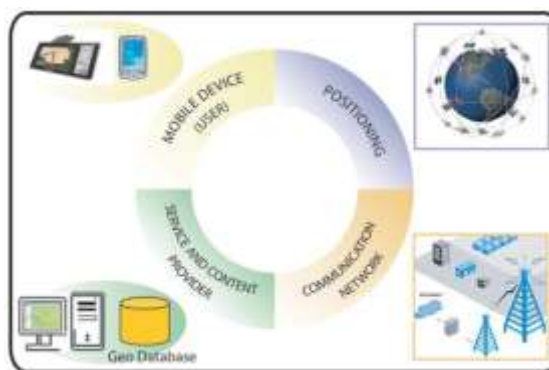 MOBILE DEVICE
(USER)
POSITIONING
SERVICE AND CONTENT
PROVIDER
COMMUNICATION
NETWORK
Geo Database